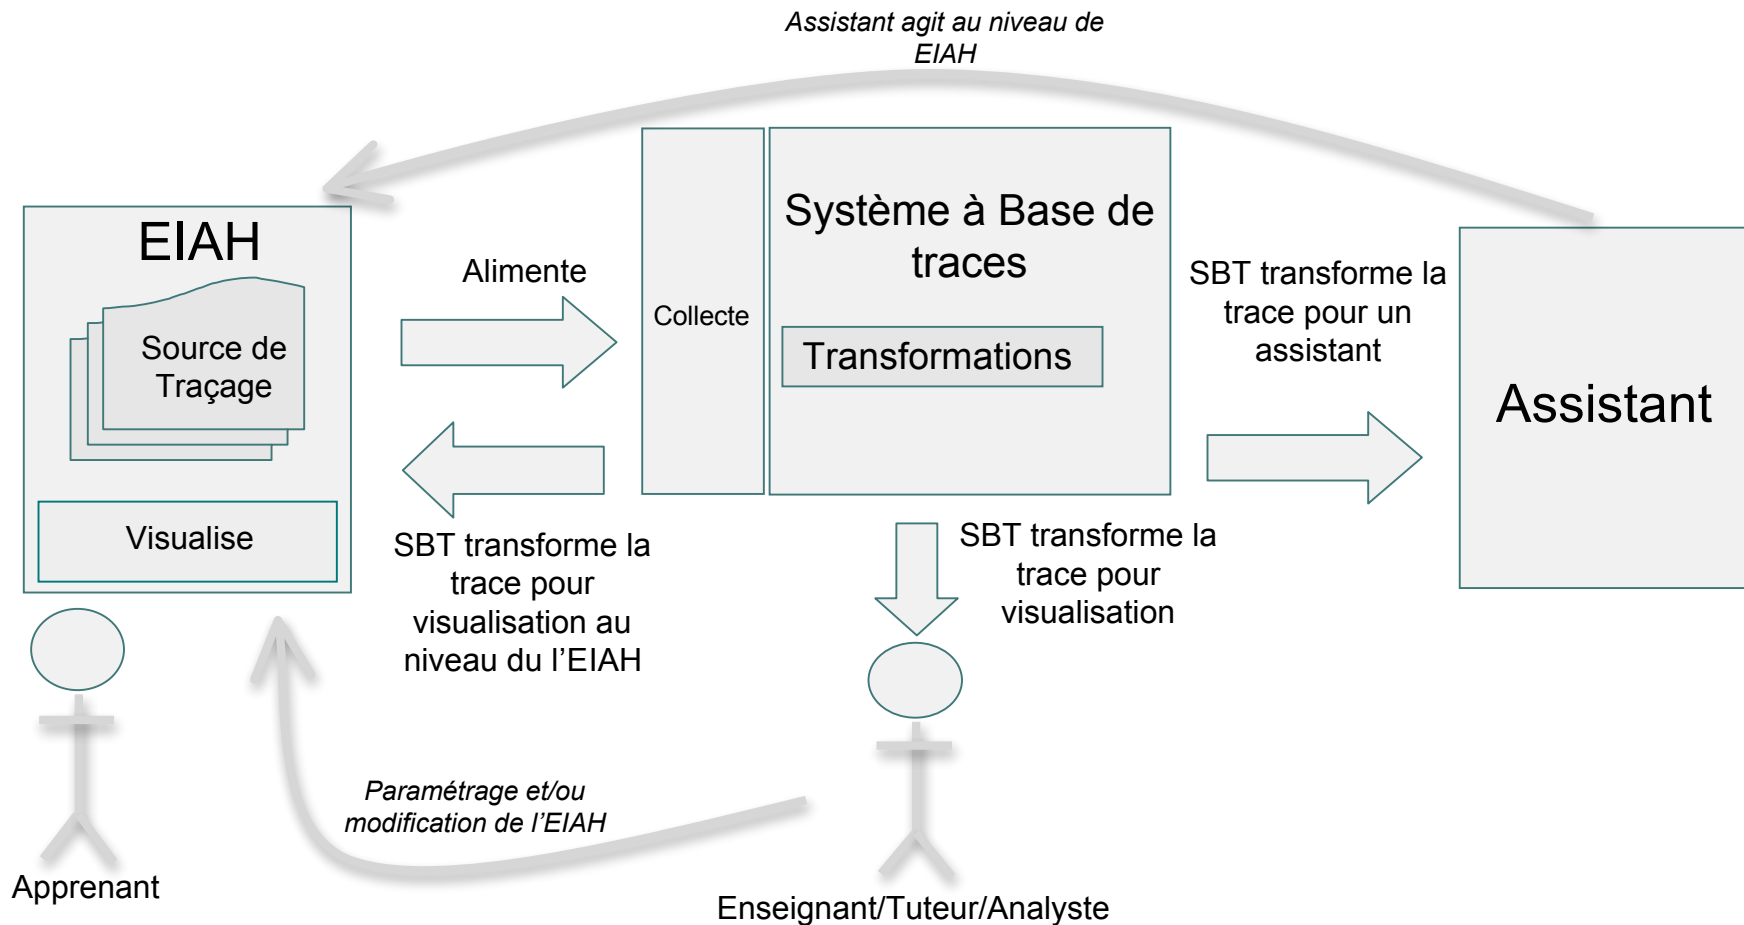 Assistant agit au niveau de
EIAH
EIAH
Source de
Traçage
Visualise
Alimente
SBT transforme la
trace pour
visualisation au
niveau du l’EIAH
Collecte
Système à Base de
traces
Transformations
SBT transforme la
trace pour un
assistant
Assistant
SBT transforme la
trace pour
visualisation
Paramétrage et/ou
modification de l’EIAH
Apprenant
Enseignant/Tuteur/Analyste